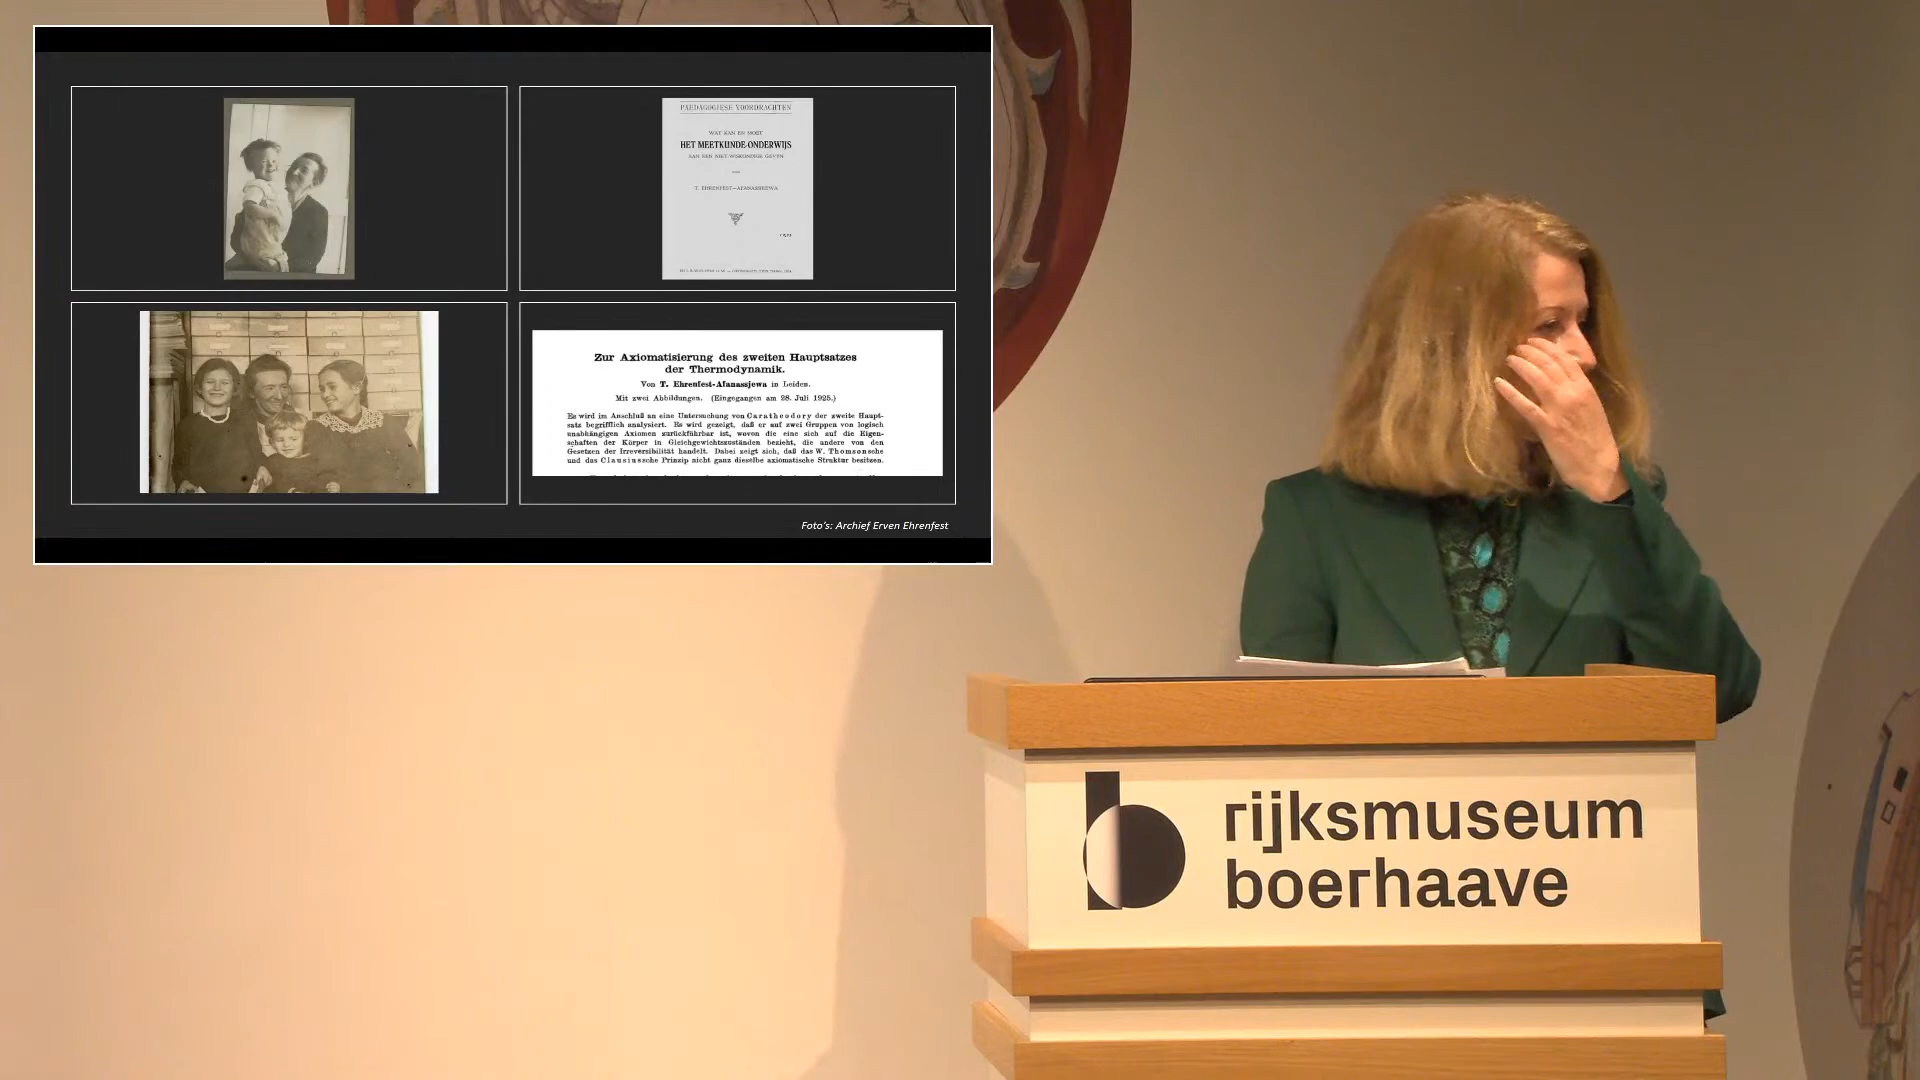 PAEDAGOGIESE VOORDRACHTEN
WAT KAN EN MOET
HET MEETKUNDE-ONDERWIJS
AAN EEN NIET-WISKUNDIGE GEVEN
T. EHRENFEST—AFANASSJEWA
Zur Axiomatisierung des zweiten Hauptsatzes
der Thermodynamik.
Von T. Ehrenfest-Afanassjewa in Leiden.
Mit zwei Abbildungen. (Eingegangen am 28. Juli 1925.)
Es wird im Anschluß an eine Untersuchung von Caratheodory der zweite Haupt-
satz begrifflich analysiert. Es wird gezeigt, daß er auf zwei Gruppen von logisch
unabhängigen Axiomen zurückführbar ist, wovon die eine sich auf die Eigen-
schaften der Körper in Gleichgewichtszuständen bezieht, die andere von den
Gesetzen der Irreversibilität handelt. Dabei zeigt sich, daß das W. Thomsonsche
und das Clausiussche Prinzip nicht ganz dieselbe axiomatische Struktur besitzen.
Foto's: Archief Erven Ehrenfest
b
rijksmuseum
boerhaave